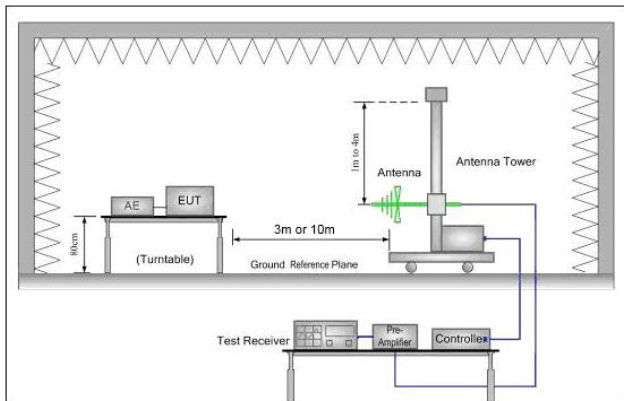 1m to 4m
Antenna
Antenna Tower
AE
EUT
80cm
(Turntable)
3m or 10m
Ground Reference Plane
Test Receiver
Pre-
Amplifier
Controller